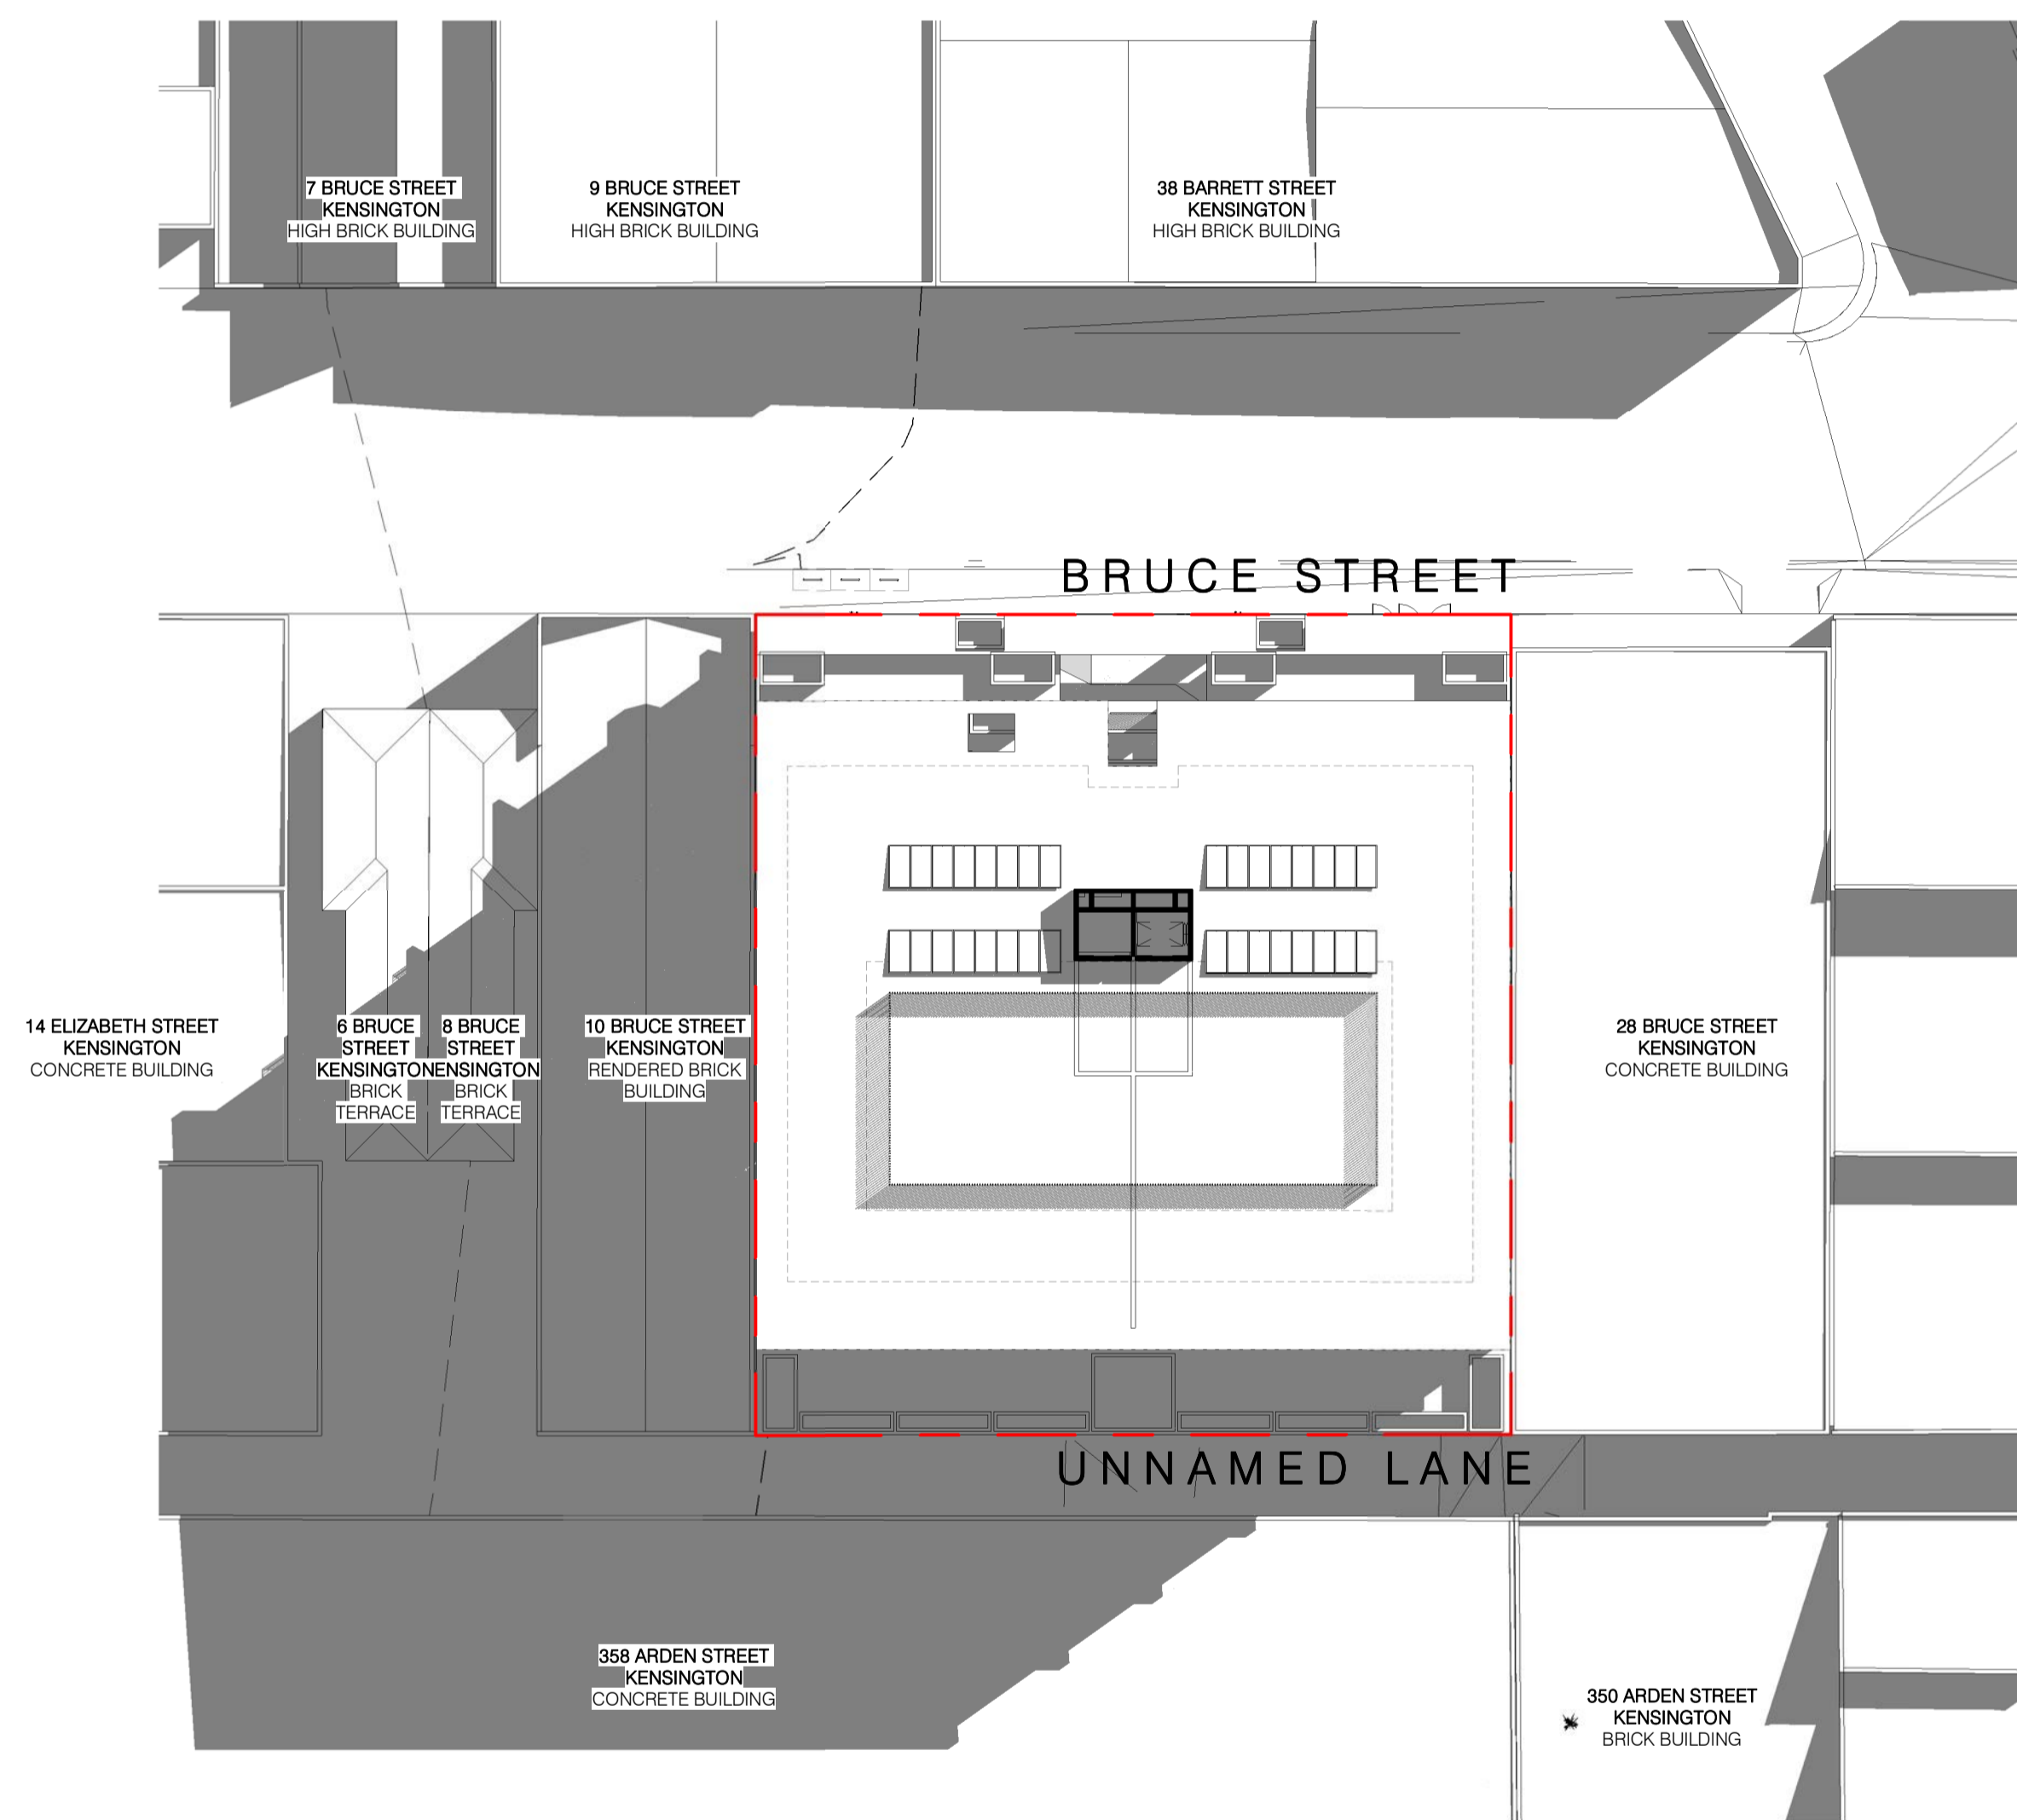 7 BRUCE STREET
KENSINGTON
HIGH BRICK BUILDING
9 BRUCE STREET
KENSINGTON
HIGH BRICK BUILDING
38 BARRETT STREET
KENSINGTON
HIGH BRICK BUILDING
BRUCE STREET
14 ELIZABETH STREET
KENSINGTON
CONCRETE BUILDING
6 BRUCE
STREET
KENSINGTON
BRICK
TERRACE
8 BRUCE
STREET
ENSINGTON
BRICK
TERRACE
10 BRUCE STREET
KENSINGTON
RENDERED BRICK
BUILDING
28 BRUCE STREET
KENSINGTON
CONCRETE BUILDING
UNNAMED LANE
358 ARDEN STREET
KENSINGTON
CONCRETE BUILDING
350 ARDEN STREET
KENSINGTON
BRICK BUILDING